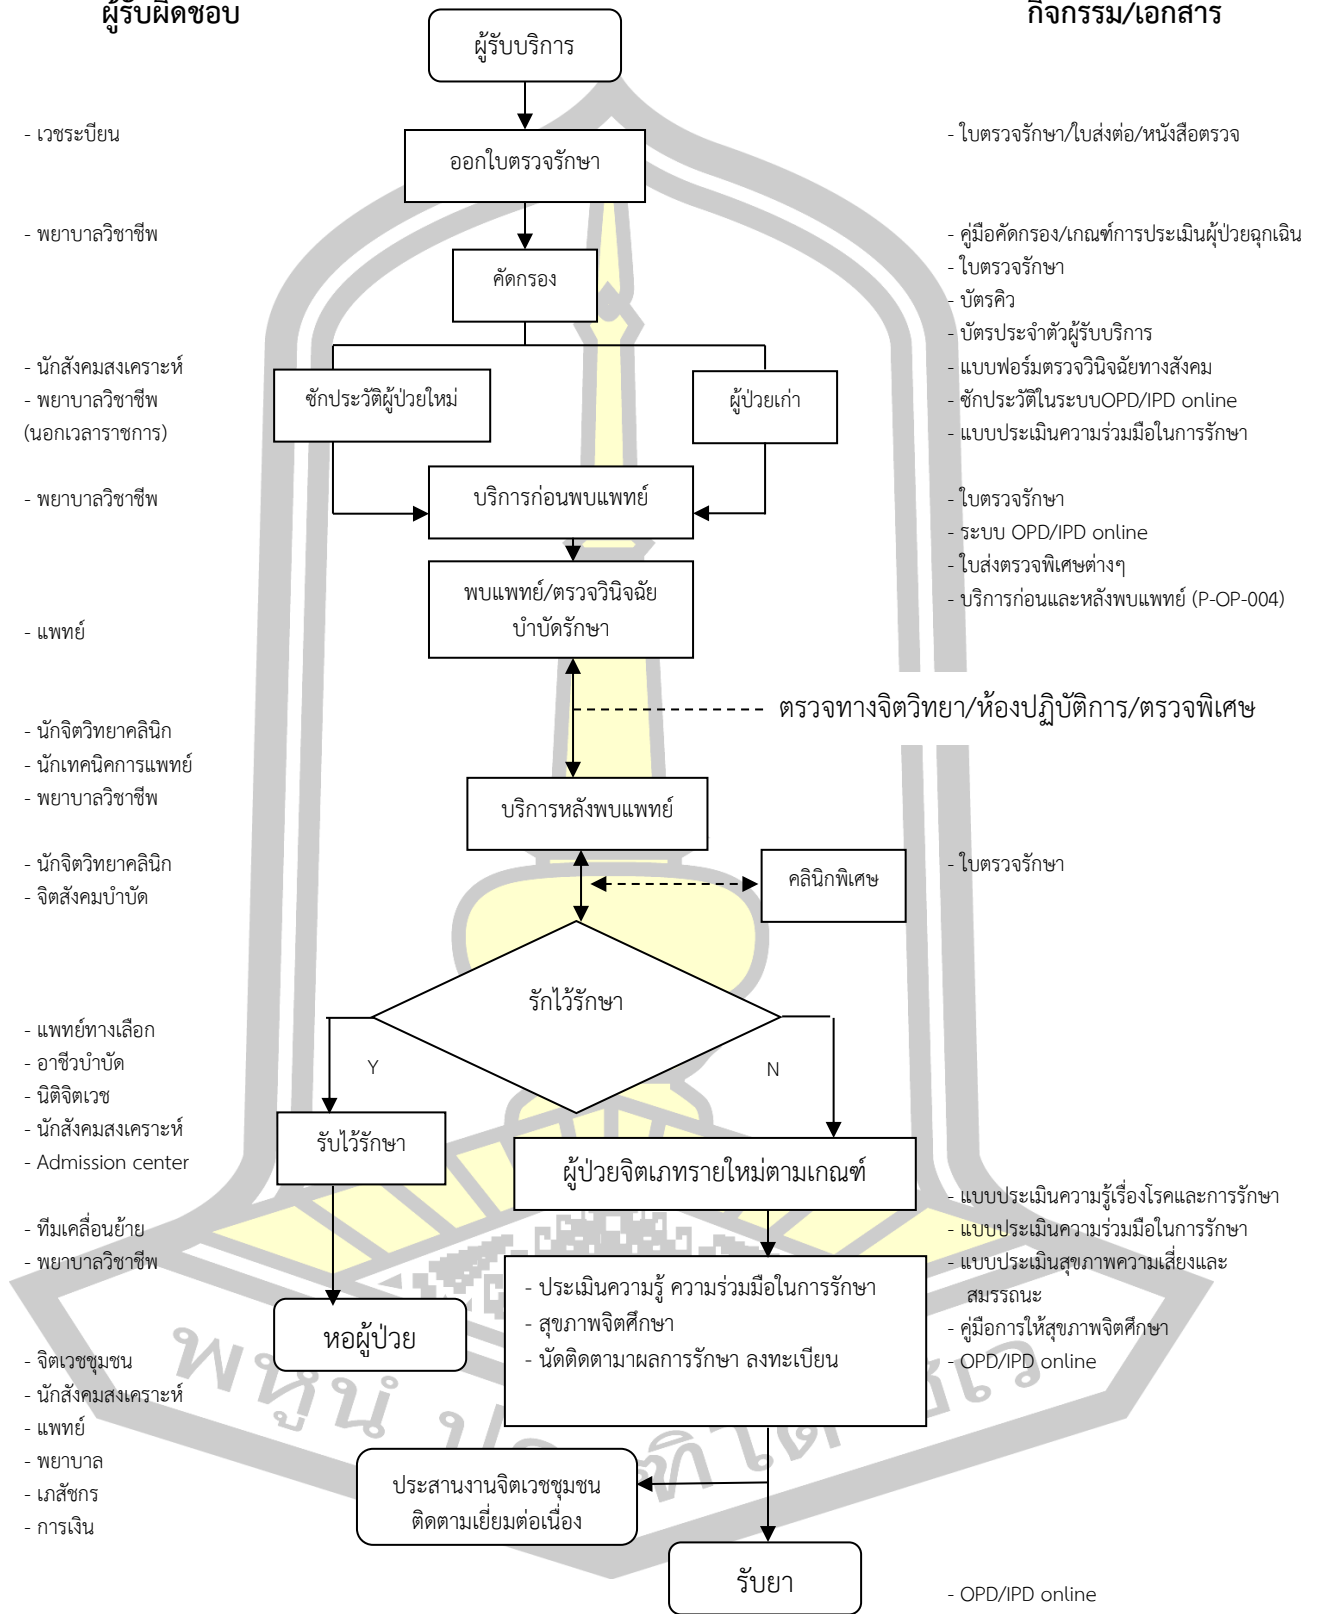 ผู้รับผิดชอบ
กิจกรรม/เอกสาร
ผู้รับบริการ
- เวชระเบียน
ออกใบตรวจรักษา
- ใบตรวจรักษา/ใบส่งต่อ/หนังสือตรวจ
- พยาบาลวิชาชีพ
คัดกรอง
- คู่มือคัดกรอง/เกณฑ์การประเมินผู้ป่วยฉุกเฉิน
- ใบตรวจรักษา
- บัตรคิว
- บัตรประจำตัวผู้รับบริการ
- นักสังคมสงเคราะห์
- พยาบาลวิชาชีพ
(นอกเวลาราชการ)
ซักประวัติผู้ป่วยใหม่
ผู้ป่วยเก่า
- แบบฟอร์มตรวจวินิจฉัยทางสังคม
- ซักประวัติในระบบOPD/IPD online
- แบบประเมินความร่วมมือในการรักษา
- พยาบาลวิชาชีพ
บริการก่อนพบแพทย์
- ใบตรวจรักษา
- ระบบ OPD/IPD online
- ใบส่งตรวจพิเศษต่างๆ
- บริการก่อนและหลังพบแพทย์ (P-OP-004)
พบแพทย์/ตรวจวินิจฉัย
บำบัดรักษา
- แพทย์
ตรวจทางจิตวิทยา/ห้องปฏิบัติการ/ตรวจพิเศษ
- นักจิตวิทยาคลินิก
- นักเทคนิคการแพทย์
- พยาบาลวิชาชีพ
บริการหลังพบแพทย์
- นักจิตวิทยาคลินิก
- จิตสังคมบำบัด
คลินิกพิเศษ
- ใบตรวจรักษา
รักไว้รักษา
Y
N
- แพทย์ทางเลือก
- อาชีวบำบัด
- นิติจิตเวช
- นักสังคมสงเคราะห์
- Admission center
รับไว้รักษา
ผู้ป่วยจิตเภทรายใหม่ตามเกณฑ์
- ทีมเคลื่อนย้าย
- พยาบาลวิชาชีพ
- แบบประเมินความรู้เรื่องโรคและการรักษา
- แบบประเมินความร่วมมือในการรักษา
- แบบประเมินสุขภาพความเสี่ยงและ
สมรรถนะ
- คู่มือการให้สุขภาพจิตศึกษา
- OPD/IPD online
- ประเมินความรู้ ความร่วมมือในการรักษา
- สุขภาพจิตศึกษา
- นัดติดตามาผลการรักษา ลงทะเบียน
หอผู้ป่วย
- จิตเวชชุมชน
- นักสังคมสงเคราะห์
- แพทย์
- พยาบาล
- เภสัชกร
- การเงิน
ประสานงานจิตเวชชุมชน
ติดตามเยี่ยมต่อเนื่อง
รับยา
- OPD/IPD online
พหูนํ